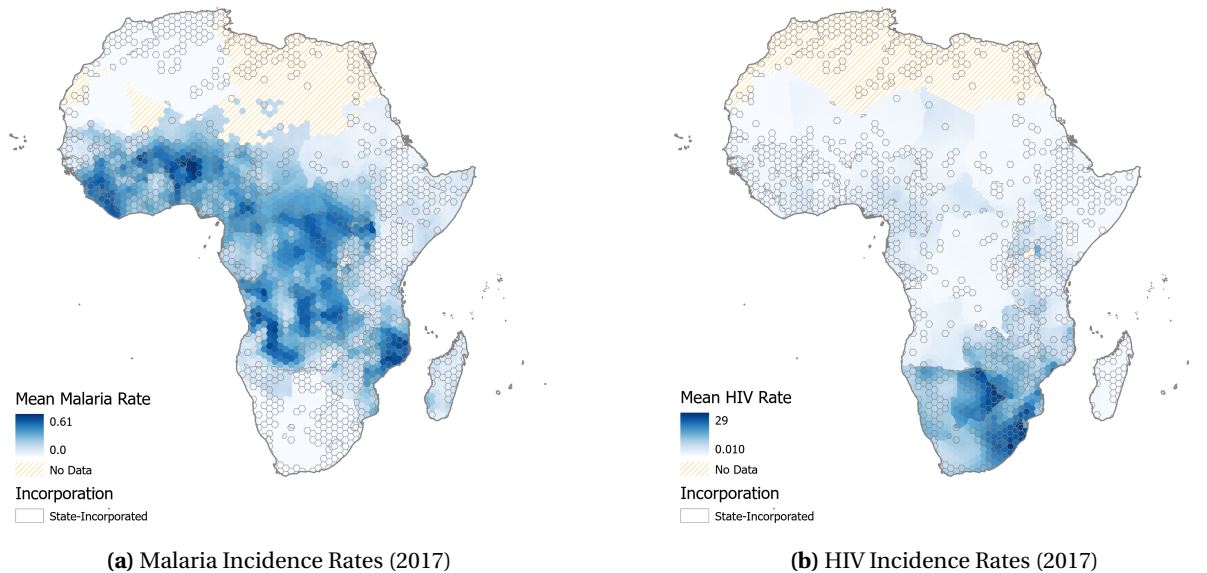 Mean Malaria Rate
0.61
0.0
No Data
Incorporation
State-Incorporated
(a) Malaria Incidence Rates (2017)
Mean HIV Rate
29
0.010
No Data
Incorporation
State-Incorporated
(b) HIV Incidence Rates (2017)